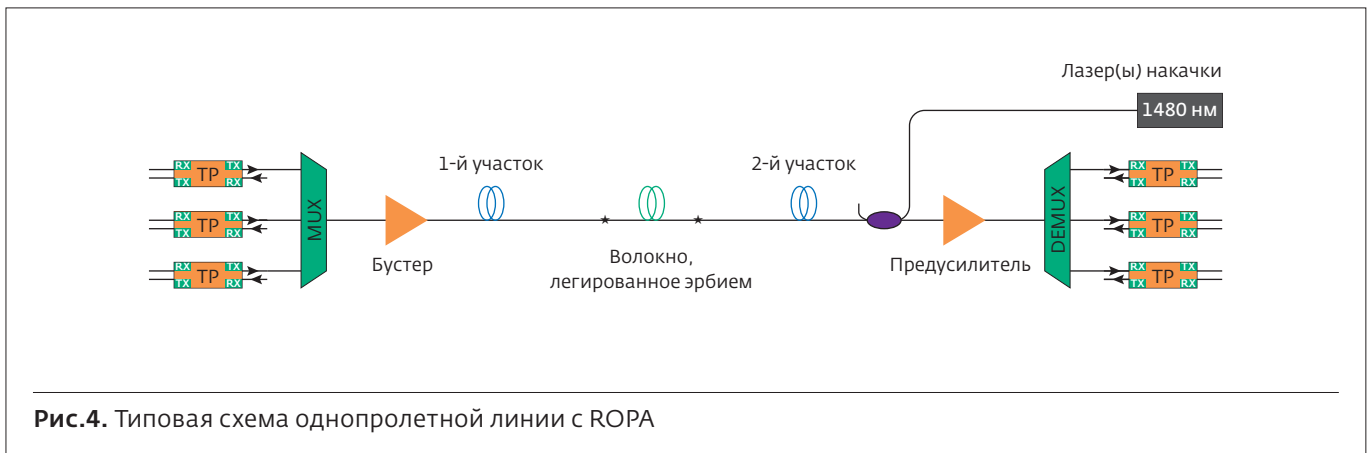 Лазер(ы) накачки
1480 нм
1-й участок
2-й участок
RX TX
TP
TX RX
RX TX
TP
TX RX
RX TX
TP
TX RX
MUX
Бустер
Волокно,
легированное эрбием
Предусилитель
DEMUX
RX TX
TP
TX RX
RX TX
TP
TX RX
RX TX
TP
TX RX
Рис.4. Типовая схема однопролетной линии с ROPA